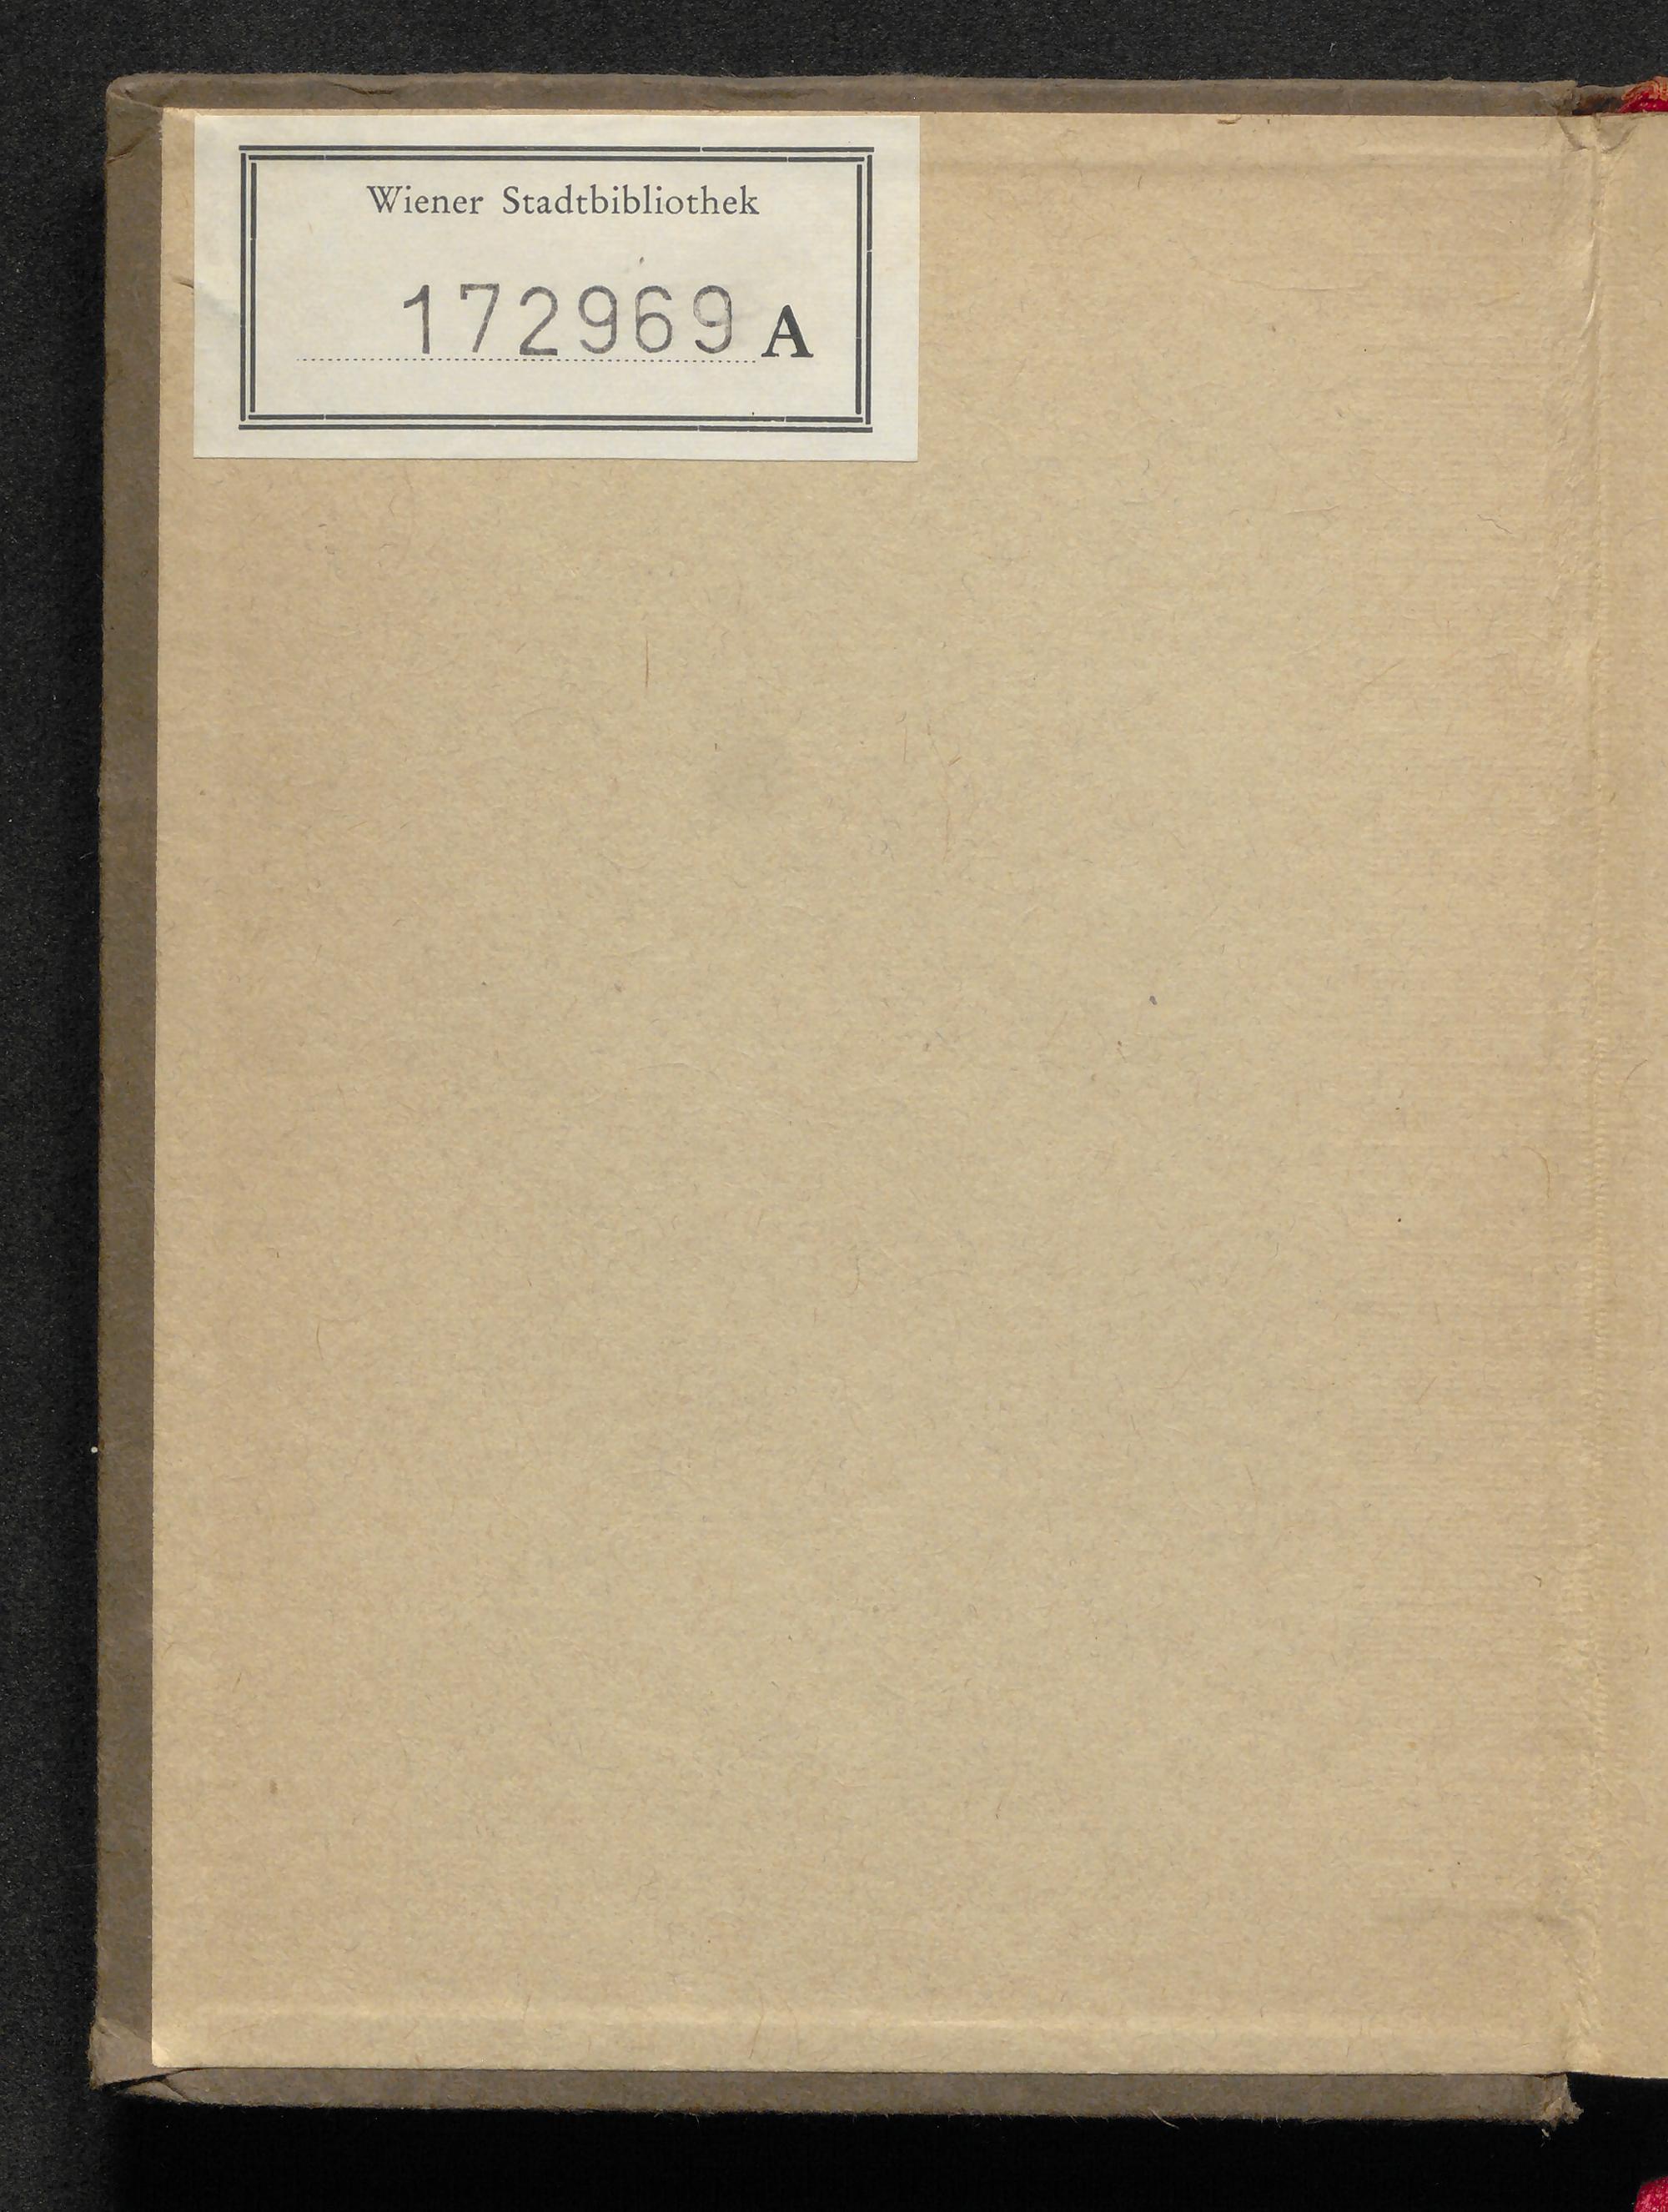 Wiener Stadtbibliothek
172969 A